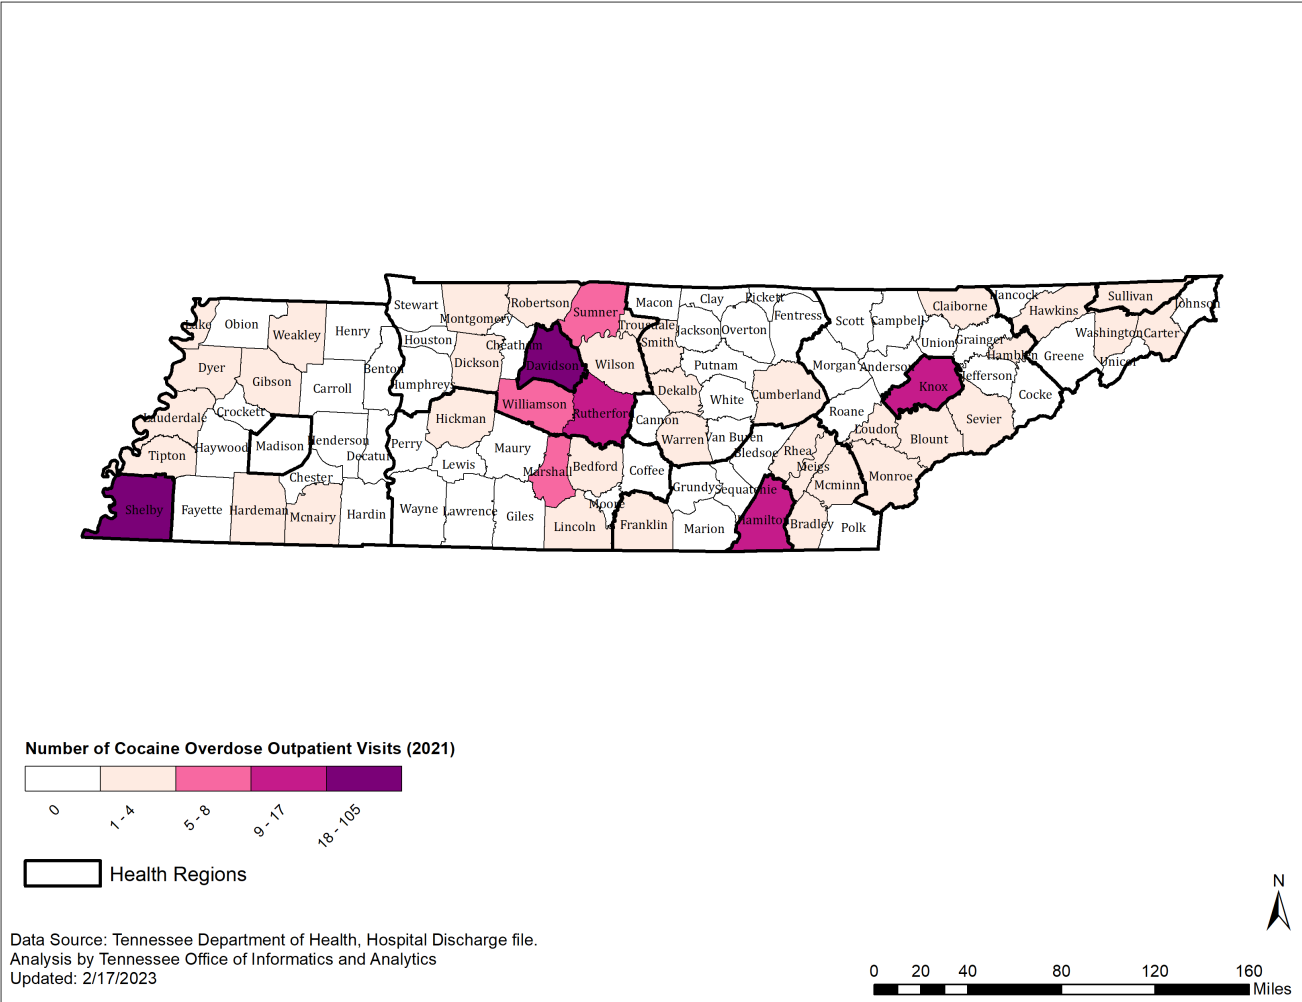 Stewart
Montgomery
Robertson
Sumner
Macon
Clay
Pickett
Fentress
Scott
Campbell
Claiborne
Hancock
Hawkins
Sullivan
Johnson
Lake
Obion
Weakley
Henry
Houston
Cheatham
Trousdale
Smith
Jackson
Overton
Union
Grainger
Hamblen
Greene
Washington
Carter
Unicoi
Dyer
Gibson
Carroll
Benton
Humphreys
Dickson
Davidson
Wilson
Putnam
Morgan
Anderson
Knox
Jefferson
Cocke
Lauderdale
Crockett
Haywood
Madison
Henderson
Decatur
Perry
Hickman
Williamson
Rutherford
Cannon
Dekalb
White
Cumberland
Roane
Loudon
Blount
Sevier
Tipton
Chester
Lewis
Maury
Marshall
Bedford
Coffee
Warren
Van Buren
Bledsoe
Rhea
Meigs
Mcminn
Monroe
Shelby
Fayette
Hardeman
Mcnairy
Hardin
Wayne
Lawrence
Giles
Lincoln
Moore
Franklin
Grundy
Sequatchie
Marion
Hamilton
Bradley
Polk
Number of Cocaine Overdose Outpatient Visits (2021)
0
1 - 4
5 - 8
9 - 17
18 - 105
Health Regions
N
Data Source: Tennessee Department of Health, Hospital Discharge file.
Analysis by Tennessee Office of Informatics and Analytics
Updated: 2/17/2023
0 20 40 80 120 160
Miles